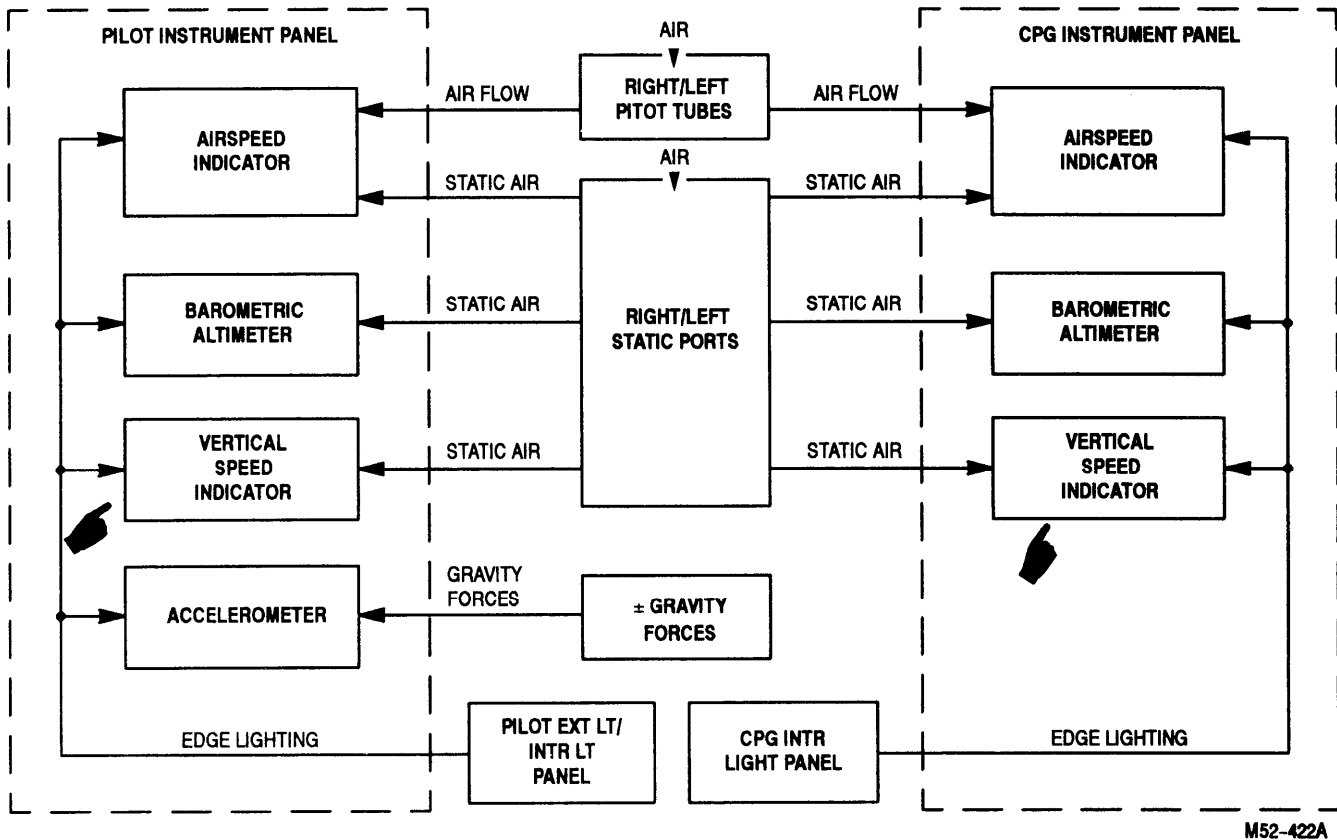 PILOT INSTRUMENT PANEL
AIR
CPG INSTRUMENT PANEL
AIRSPEED
INDICATOR
AIR FLOW
RIGHT/LEFT
PITOT TUBES
AIR FLOW
AIRSPEED
INDICATOR
STATIC AIR
AIR
STATIC AIR
BAROMETRIC
ALTIMETER
STATIC AIR
RIGHT/LEFT
STATIC PORTS
STATIC AIR
BAROMETRIC
ALTIMETER
VERTICAL
SPEED
INDICATOR
STATIC AIR
STATIC AIR
VERTICAL
SPEED
INDICATOR
ACCELEROMETER
GRAVITY
FORCES
± GRAVITY
FORCES
EDGE LIGHTING
PILOT EXT LT/
INTR LT
PANEL
CPG INTR
LIGHT PANEL
EDGE LIGHTING
M52-422A